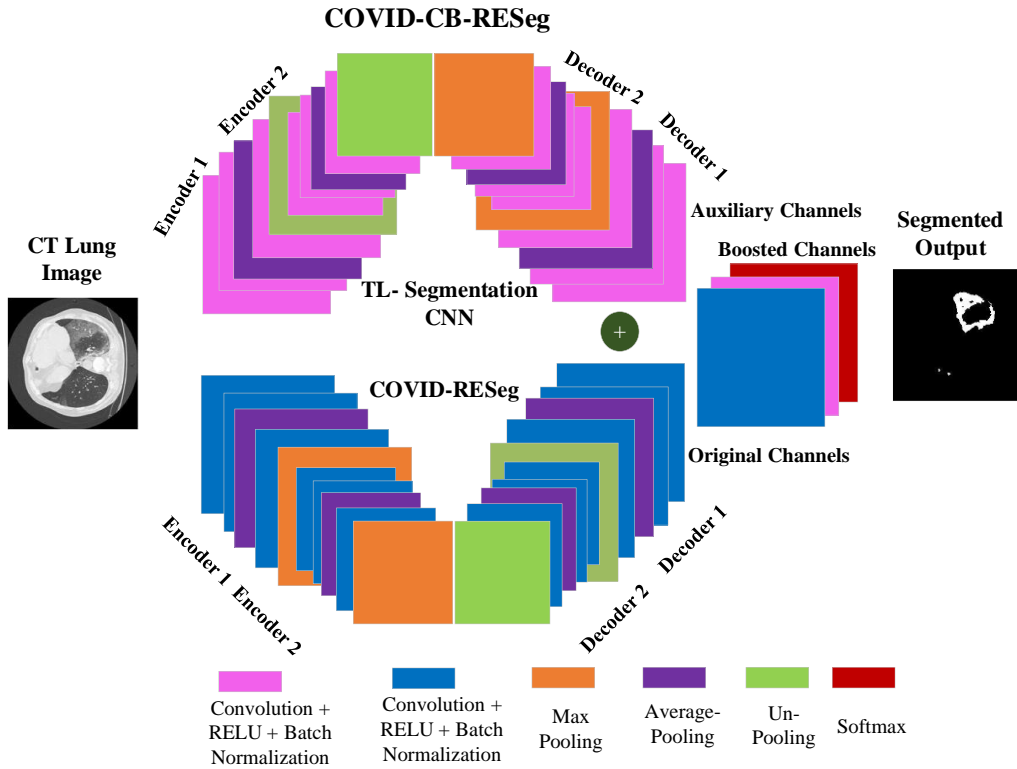 COVID-CB-RESeg
Encoder 2
Decoder 2
Encoder 1
Decoder 1
Auxiliary Channels
CT Lung
Image
Segmented
Output
Boosted Channels
TL- Segmentation
CNN
+
COVID-RESeg
Original Channels
Encoder 1
Encoder 2
Decoder 2
Decoder 1
Convolution +
RELU + Batch
Normalization
Convolution +
RELU + Batch
Normalization
Max
Pooling
Average-
Pooling
Un-
Pooling
Softmax